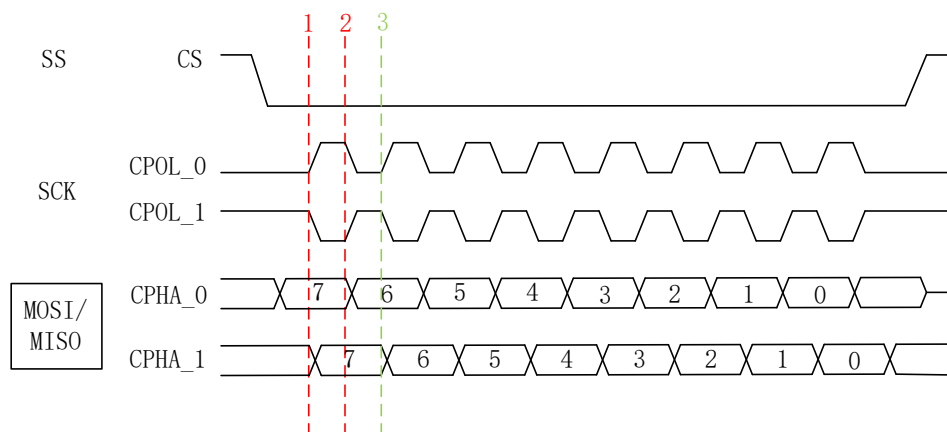 1 2 3
SS CS
CPOL_0
SCK
CPOL_1
CPHA_0 7 6 5 4 3 2 1 0
MOSI/
MISO
CPHA_1 7 6 5 4 3 2 1 0